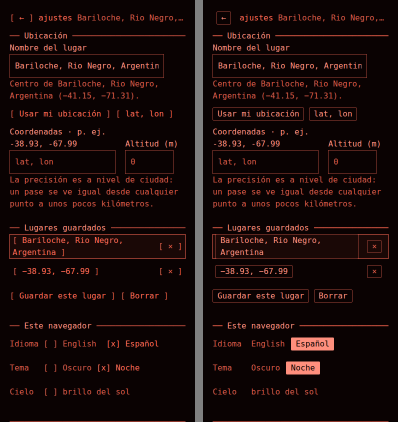 [ ← ] ajustes Bariloche, Río Negro,…
Ubicación
Nombre del lugar
Bariloche, Río Negro, Argentin
Centro de Bariloche, Río Negro,
Argentina (−41.15, −71.31).
[ Usar mi ubicación ] [ lat, lon ]
Coordenadas · p. ej.
-38.93, -67.99
Altitud (m)
lat, lon
0
La precisión es a nivel de ciudad:
un pase se ve igual desde cualquier
punto a unos pocos kilómetros.
Lugares guardados
[ Bariloche, Río Negro,
Argentina ]
[ × ]
[ −38.93, −67.99 ]
[ × ]
[ Guardar este lugar ] [ Borrar ]
Este navegador
Idioma [ ] English [x] Español
Tema [ ] Oscuro [x] Noche
Cielo [ ] brillo del sol
← ajustes Bariloche, Río Negro,…
Ubicación
Nombre del lugar
Bariloche, Río Negro, Argentin
Centro de Bariloche, Río Negro,
Argentina (−41.15, −71.31).
Usar mi ubicación lat, lon
Coordenadas · p. ej.
-38.93, -67.99
Altitud (m)
lat, lon
0
La precisión es a nivel de ciudad:
un pase se ve igual desde cualquier
punto a unos pocos kilómetros.
Lugares guardados
Bariloche, Río Negro,
Argentina
×
−38.93, −67.99
×
Guardar este lugar Borrar
Este navegador
Idioma English Español
Tema Oscuro Noche
Cielo brillo del sol